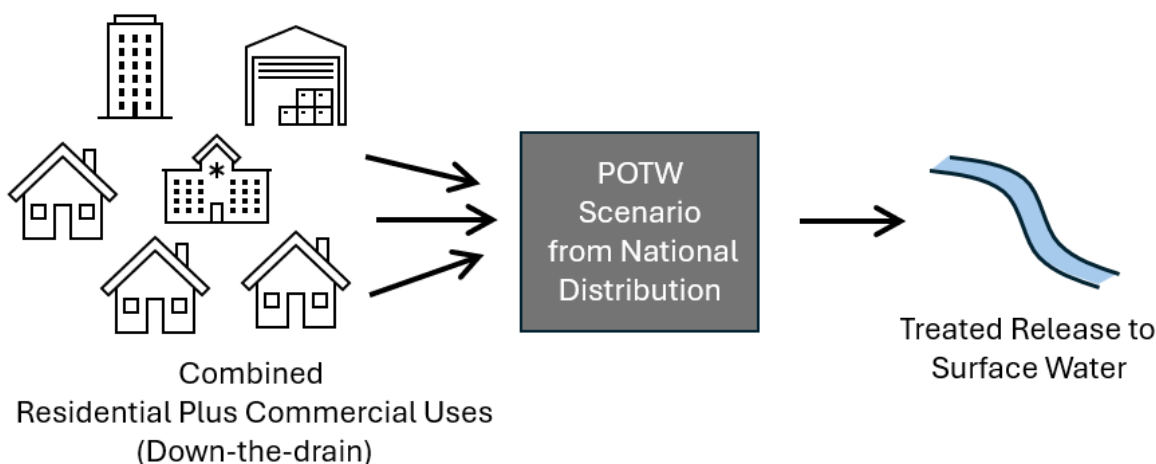 POTW
Scenario
from National
Distribution
Combined
Residential Plus Commercial Uses
(Down-the-drain)
Treated Release to
Surface Water